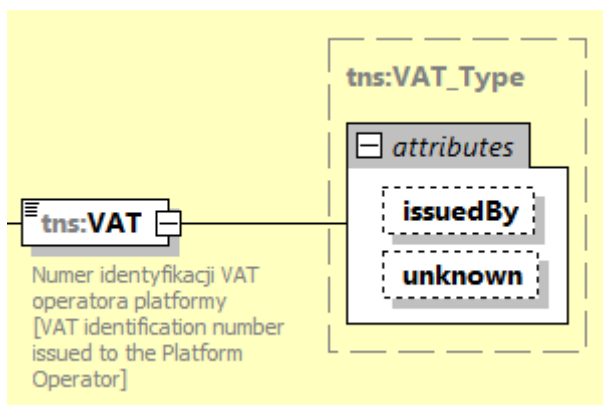 tns:VAT_Type
attributes
issuedBy
unknown
tns:VAT
Numer identyfikacji VAT
operatora platformy
[VAT identification number
issued to the Platform
Operator]